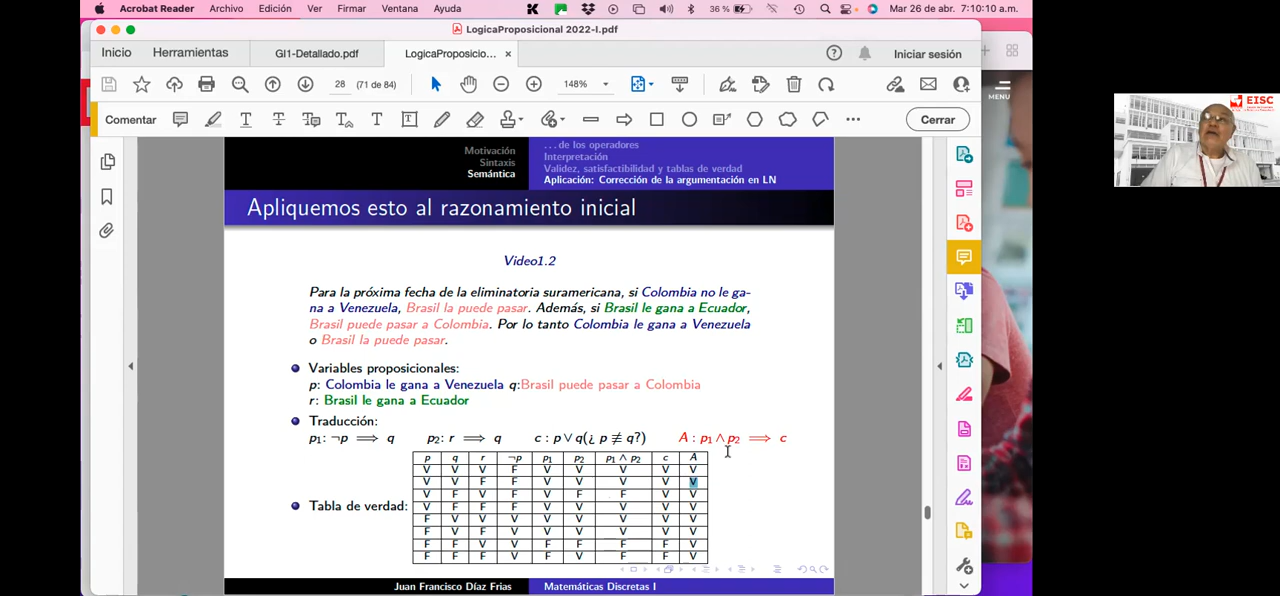 Acrobat Reader Archivo Edición Ver Firmar Ventana Ayuda 36 % Mar 26 de abr. 7:10:10 a. m.
LogicaProposicional 2022-I.pdf
Inicio Herramientas GI1-Detallado.pdf LogicaProposicio... × Iniciar sesión
28 (71 de 84) 148% MENU
Comentar Cerrar
EISC
Motivación
Sintaxis
Semántica
. . . de los operadores
Interpretación
Validez, satisfactibilidad y tablas de verdad
Aplicación: Corrección de la argumentación en LN
Apliquemos esto al razonamiento inicial
Video1.2
Para la próxima fecha de la eliminatoria suramericana, si Colombia no le ga-
na a Venezuela, Brasil la puede pasar. Además, si Brasil le gana a Ecuador,
Brasil puede pasar a Colombia. Por lo tanto Colombia le gana a Venezuela
o Brasil la puede pasar.
Variables proposicionales:
p: Colombia le gana a Venezuela q:Brasil puede pasar a Colombia
r: Brasil le gana a Ecuador
Traducción:
p1: ¬p ⟹ q p2: r ⟹ q c : p ∨ q(¿ p ≢ q?) A : p1 ∧ p2 ⟹ c
Tabla de verdad:
p q r ¬p p1 p2 p1 ∧ p2 c A
V V V F V V V V V
V V F F V V V V V
V F V F V F F V V
V F F F V V V V V
F V V V V V V V V
F V F V V V V V V
F F V V F F F F V
F F F V F V F F V
Juan Francisco Díaz Frias Matemáticas Discretas I